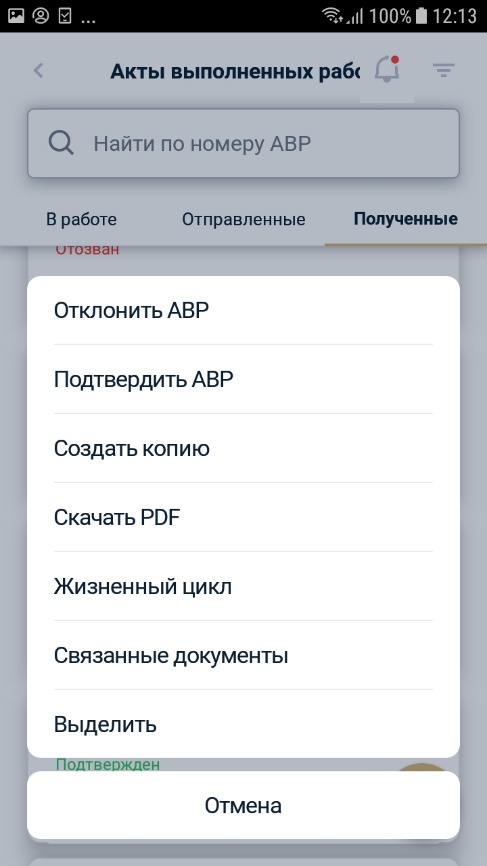 ... 100% 12:13
Акты выполненных рабо
Найти по номеру АВР
В работе Отправленные Полученные
Отозван
Отклонить АВР
Подтвердить АВР
Создать копию
Скачать PDF
Жизненный цикл
Связанные документы
Выделить
Подтвержден
Отмена